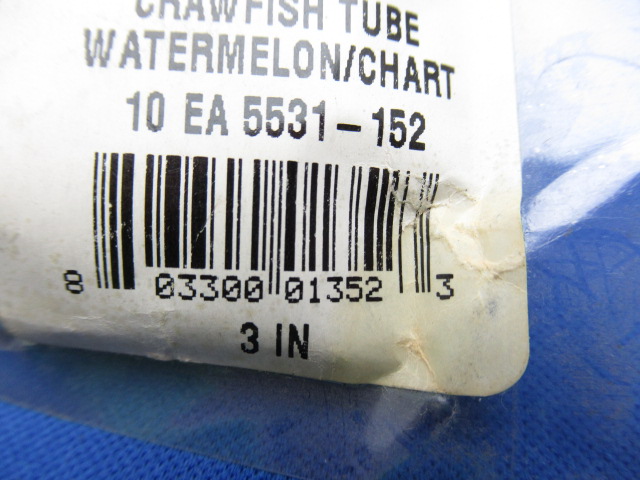 CRAWFISH TUBE
WATERMELON/CHART
10 EA 5531-152
8 03300 01352 3
3 IN